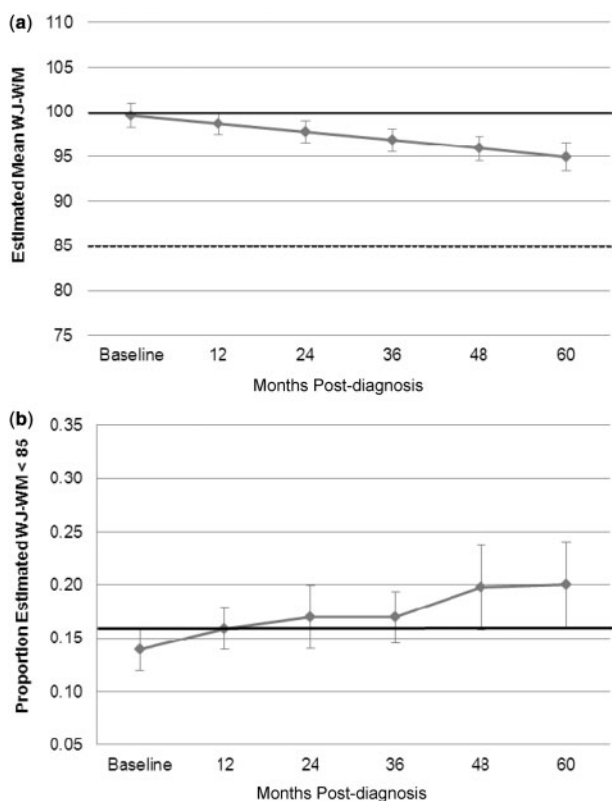 (a)
Estimated Mean WJ-WM
110
105
100
95
90
85
80
75
Baseline 12 24 36 48 60
Months Post-diagnosis
(b)
Proportion Estimated WJ-WM < 85
0.35
0.30
0.25
0.20
0.15
0.10
0.05
Baseline 12 24 36 48 60
Months Post-diagnosis